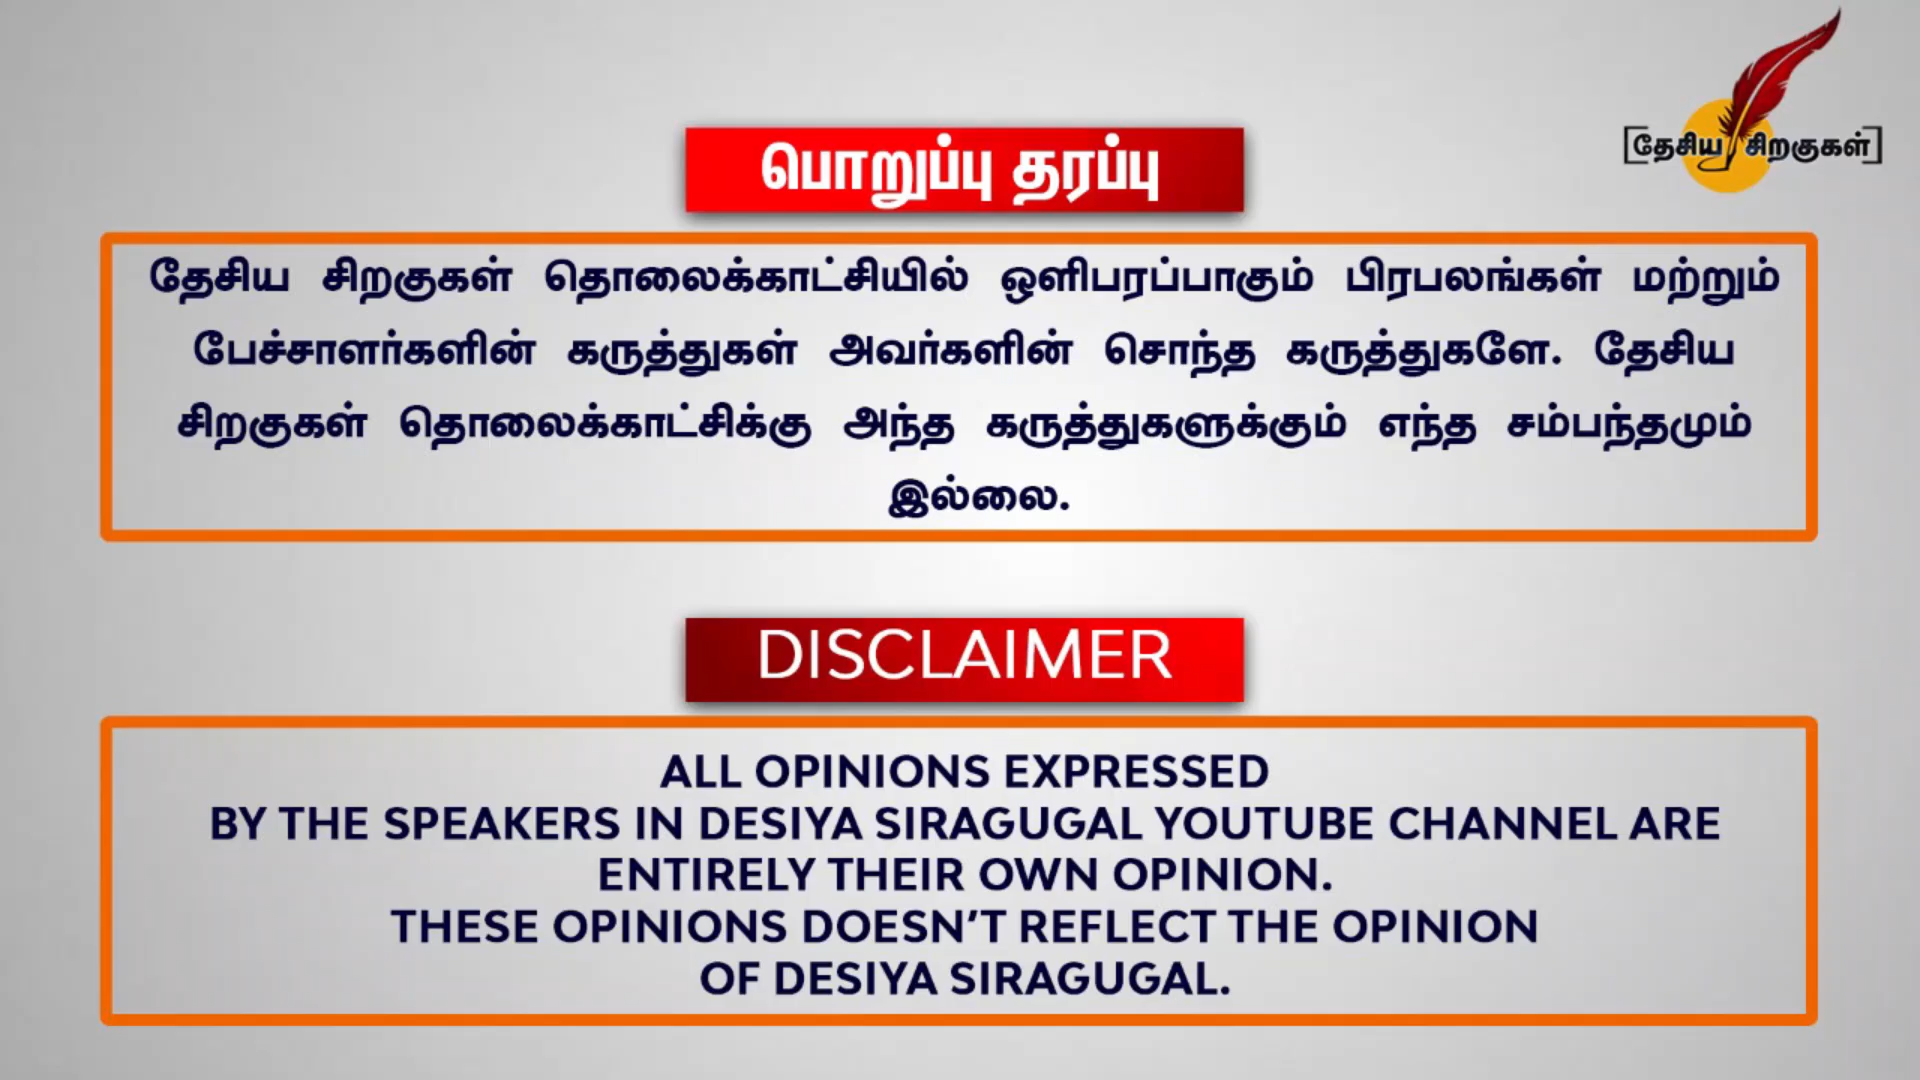 [தேசிய சிறகுகள்]
பொறுப்பு தரப்பு
தேசிய சிறகுகள் தொலைக்காட்சியில் ஒளிபரப்பாகும் பிரபலங்கள் மற்றும்
பேச்சாளர்களின் கருத்துகள் அவர்களின் சொந்த கருத்துகளே. தேசிய
சிறகுகள் தொலைக்காட்சிக்கு அந்த கருத்துகளுக்கும் எந்த சம்பந்தமும்
இல்லை.
DISCLAIMER
ALL OPINIONS EXPRESSED
BY THE SPEAKERS IN DESIYA SIRAGUGAL YOUTUBE CHANNEL ARE
ENTIRELY THEIR OWN OPINION.
THESE OPINIONS DOESN'T REFLECT THE OPINION
OF DESIYA SIRAGUGAL.